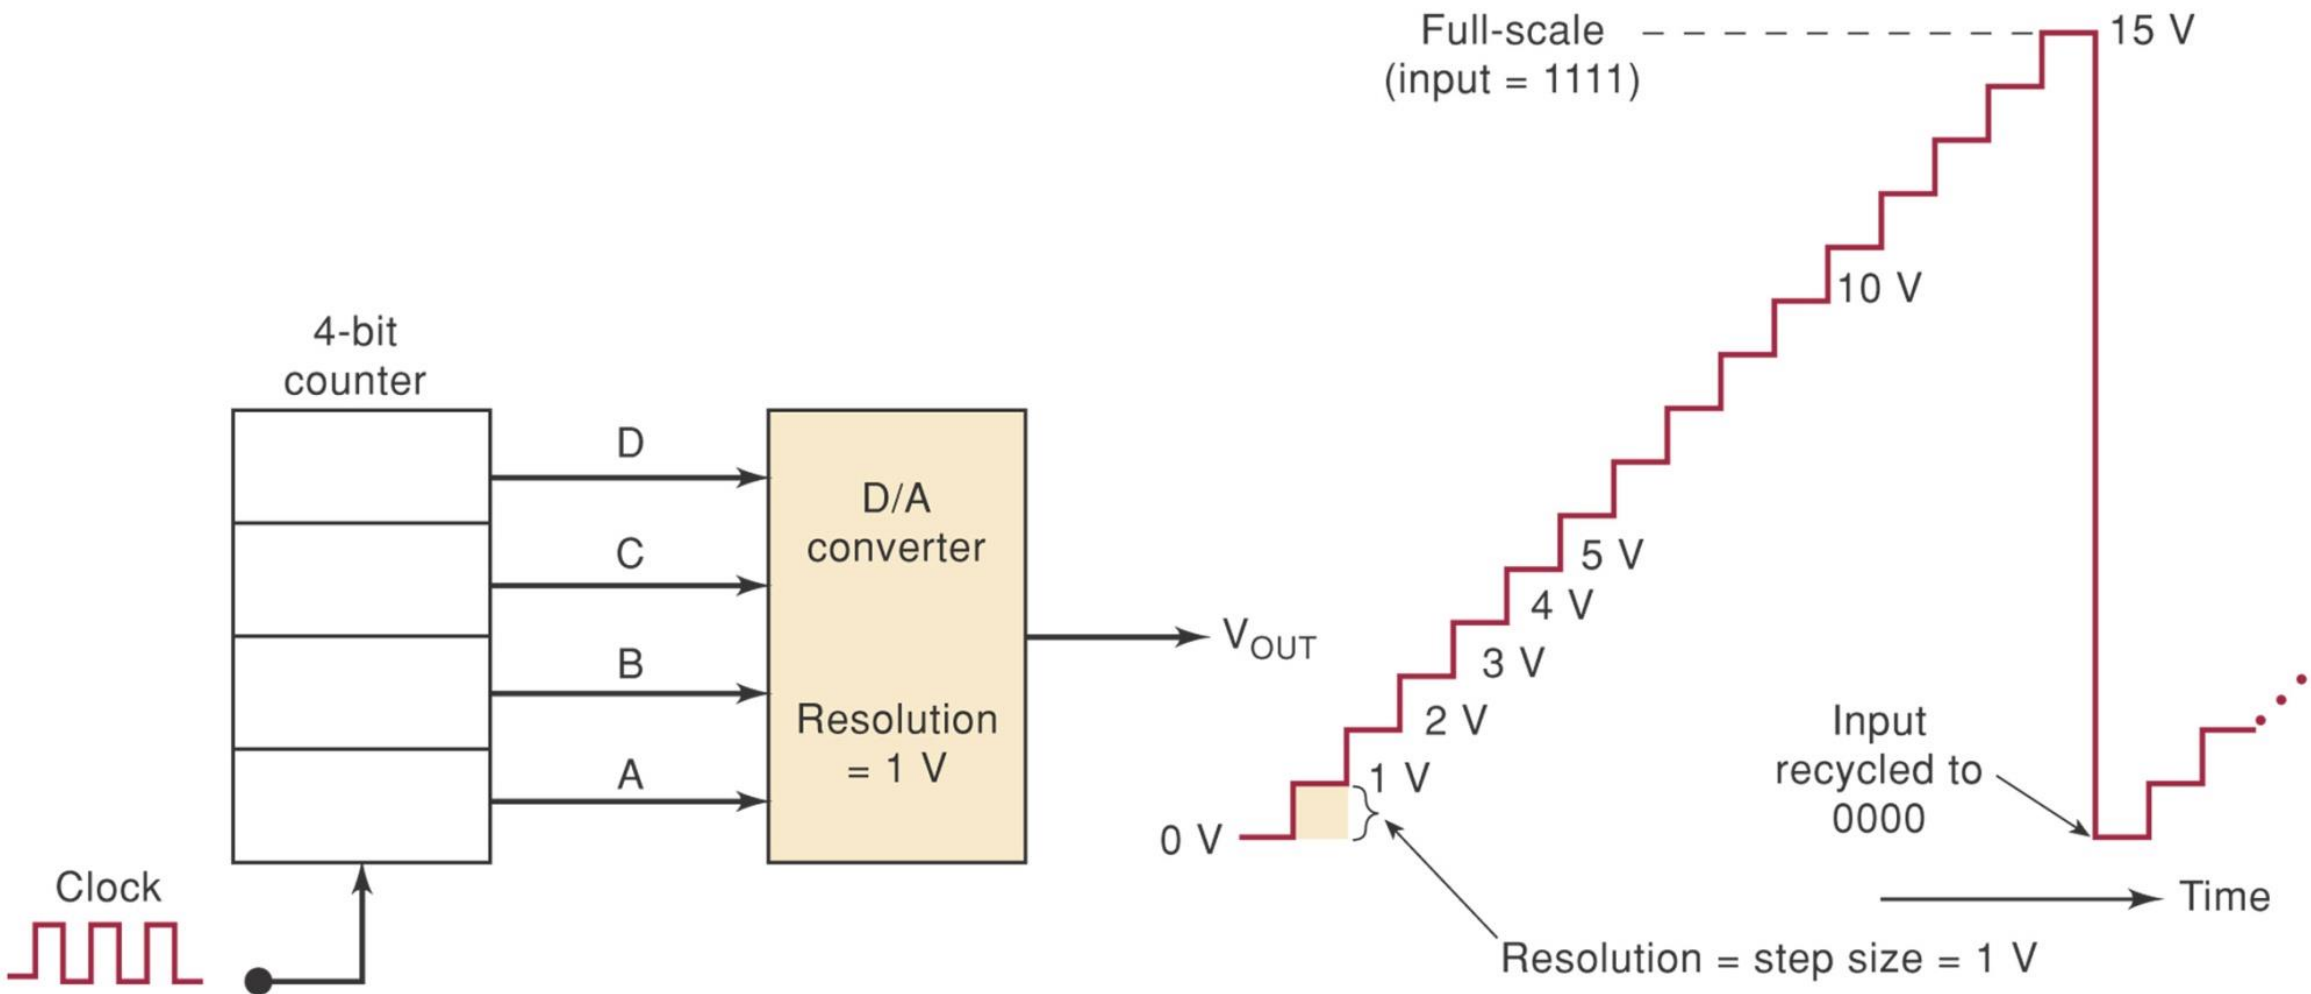 4-bit
counter
D
C
B
A
D/A
converter
Resolution
= 1 V
Clock
V_OUT
Full-scale
(input = 1111)
15 V
10 V
5 V
4 V
3 V
2 V
1 V
0 V
Input
recycled to
0000
Time
Resolution = step size = 1 V